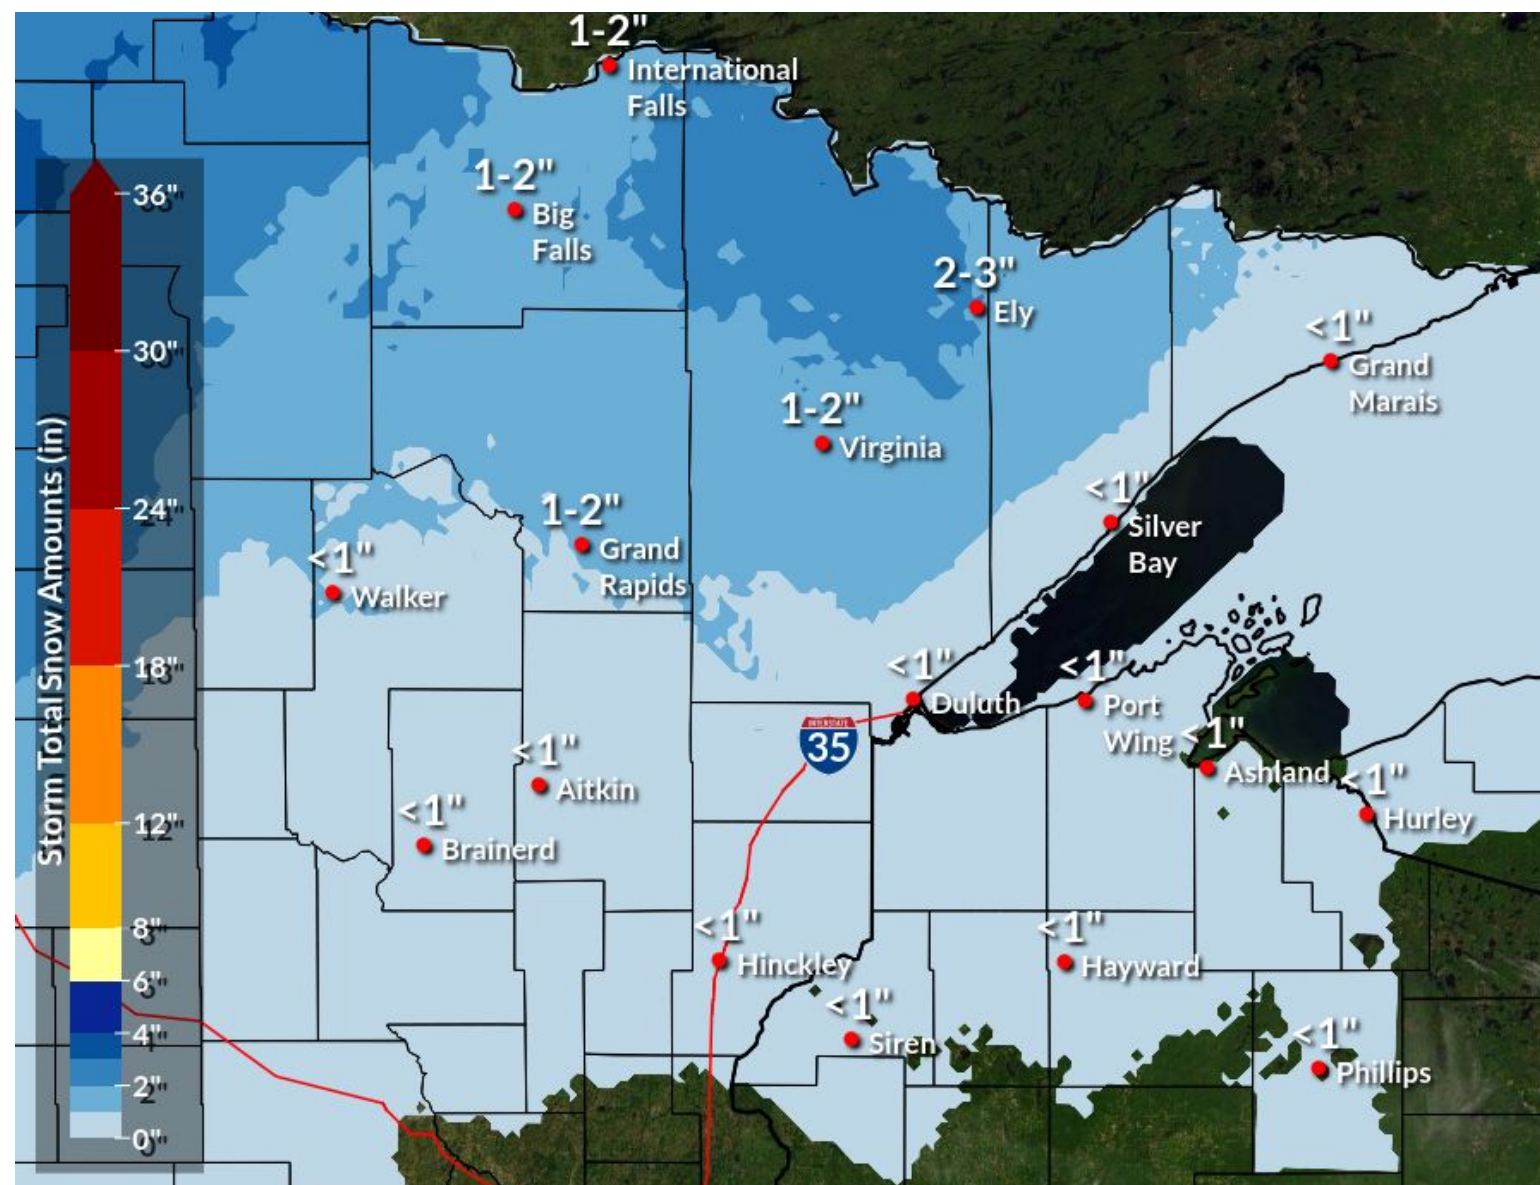 1-2"
International
Falls
1-2"
Big
Falls
36"
2-3"
Ely
30"
<1"
Grand
Marais
1-2"
Virginia
24"
<1"
Silver
Bay
1-2"
Grand
Rapids
<1"
Walker
Storm Total Snow Amounts (in)
18"
<1"
Duluth
<1"
Port
Wing
INTERSTATE
35
<1"
Ashland
<1"
Aitkin
<1"
Hurley
12"
<1"
Brainerd
8"
<1"
Hinckley
<1"
Hayward
6"
<1"
Siren
4"
<1"
Phillips
2"
0"